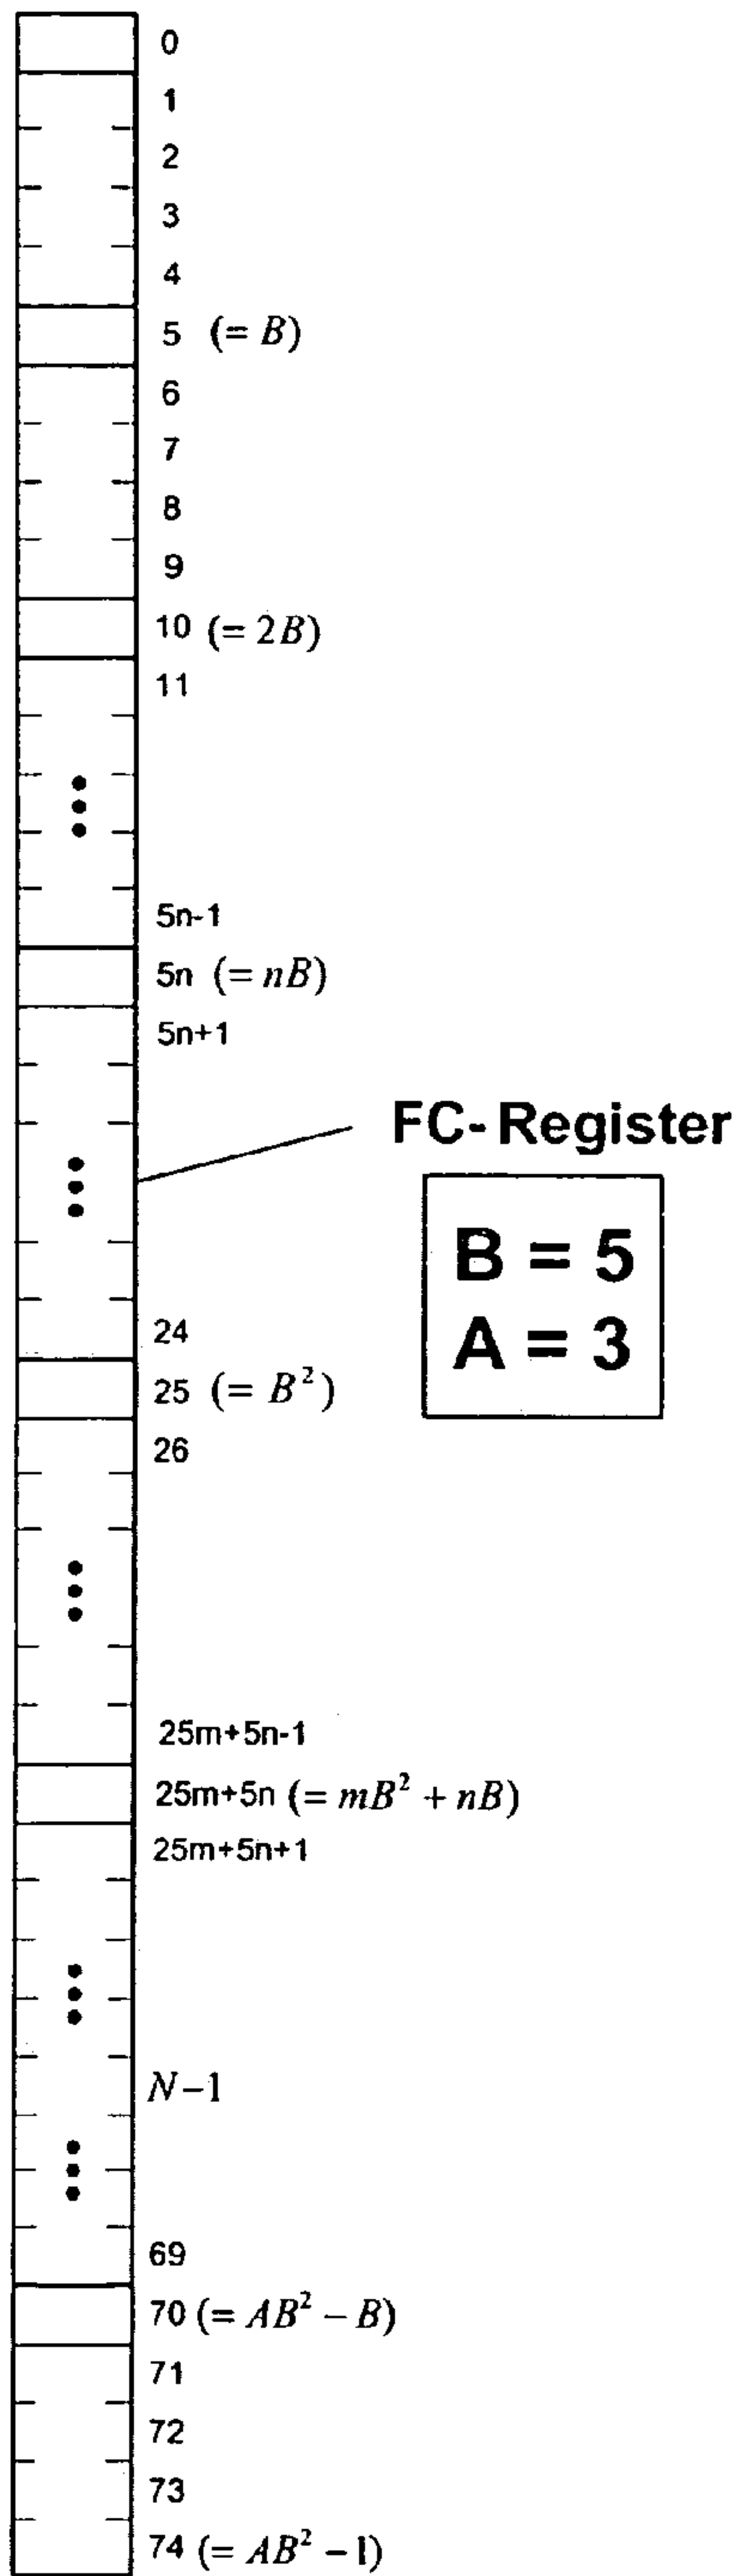 0
1
2
3
4
5 (= B)
6
7
8
9
10 (= 2B)
11
5n-1
5n (= nB)
5n+1
FC-Register
B = 5
A = 3
24
25 (= B²)
26
25m+5n-1
25m+5n (= mB² + nB)
25m+5n+1
N-1
69
70 (= AB² − B)
71
72
73
74 (= AB² − 1)